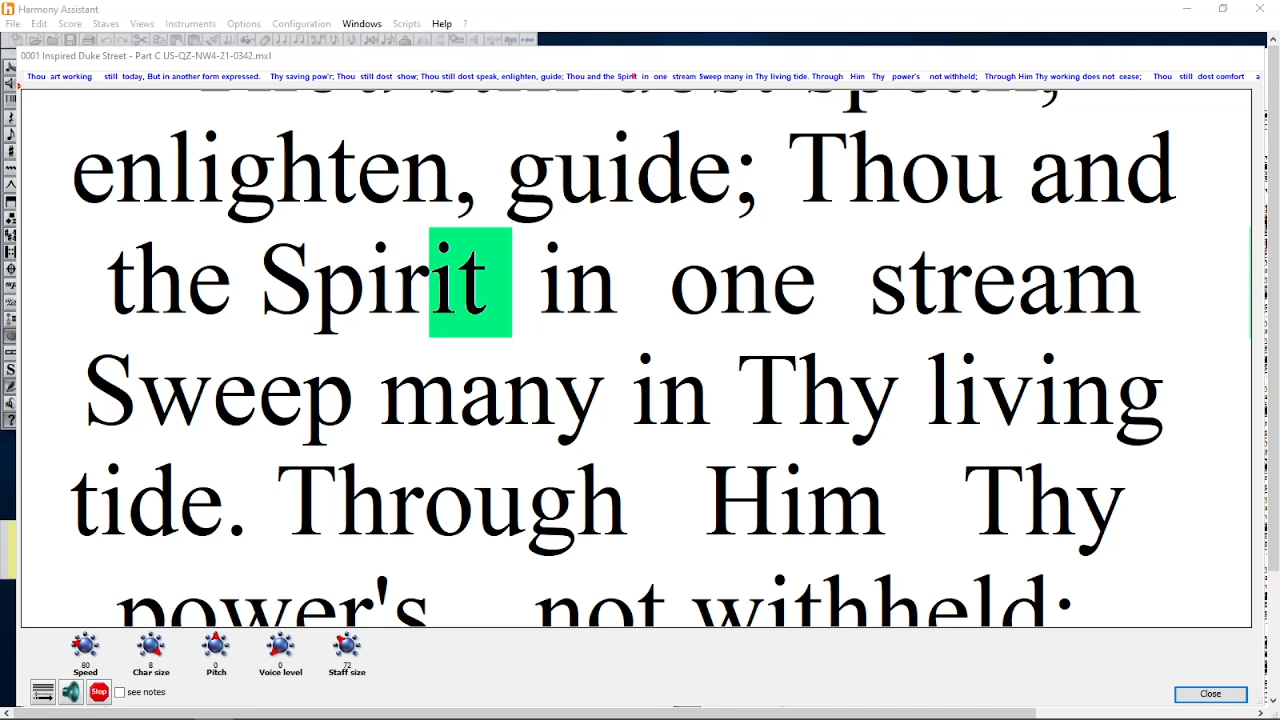 Harmony Assistant
File Edit Score Staves Views Instruments Options Configuration Windows Scripts Help ?
0001 Inspired Duke Street - Part C US-QZ-NW4-21-0342.mxl
Thou art working still today, But in another form expressed. Thy saving pow'r; Thou still dost show; Thou still dost speak, enlighten, guide; Thou and the Spirit in one stream Sweep many in Thy living tide. Through Him Thy power's not withheld; Through Him Thy working does not cease; Thou still dost comfort a
enlighten, guide; Thou and
the Spirit in one stream
Sweep many in Thy living
tide. Through Him Thy
power's not withheld;
80 8 0 0 72
Speed Char size Pitch Voice level Staff size
Stop see notes Close